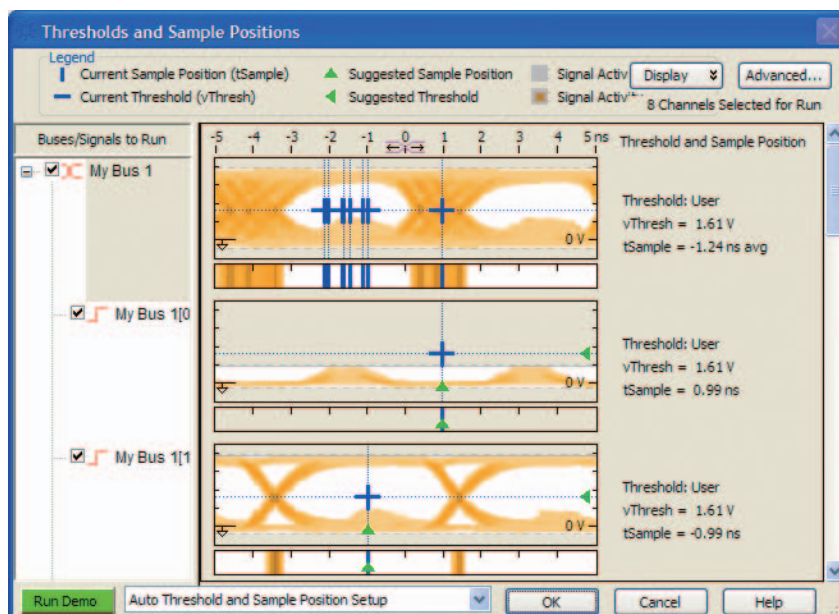 Thresholds and Sample Positions
Legend
Current Sample Position (tSample)
Suggested Sample Position
Signal Activ
Display
Advanced...
Current Threshold (vThresh)
Suggested Threshold
Signal Activ
8 Channels Selected for Run
Buses/Signals to Run
-5 -4 -3 -2 -1 0 1 2 3 4 5 ns
Threshold and Sample Position
My Bus 1
0 V
Threshold: User
vThresh = 1.61 V
tSample = -1.24 ns avg
My Bus 1[0
0 V
Threshold: User
vThresh = 1.61 V
tSample = 0.99 ns
My Bus 1[1
0 V
Threshold: User
vThresh = 1.61 V
tSample = -0.99 ns
Run Demo
Auto Threshold and Sample Position Setup
OK
Cancel
Help